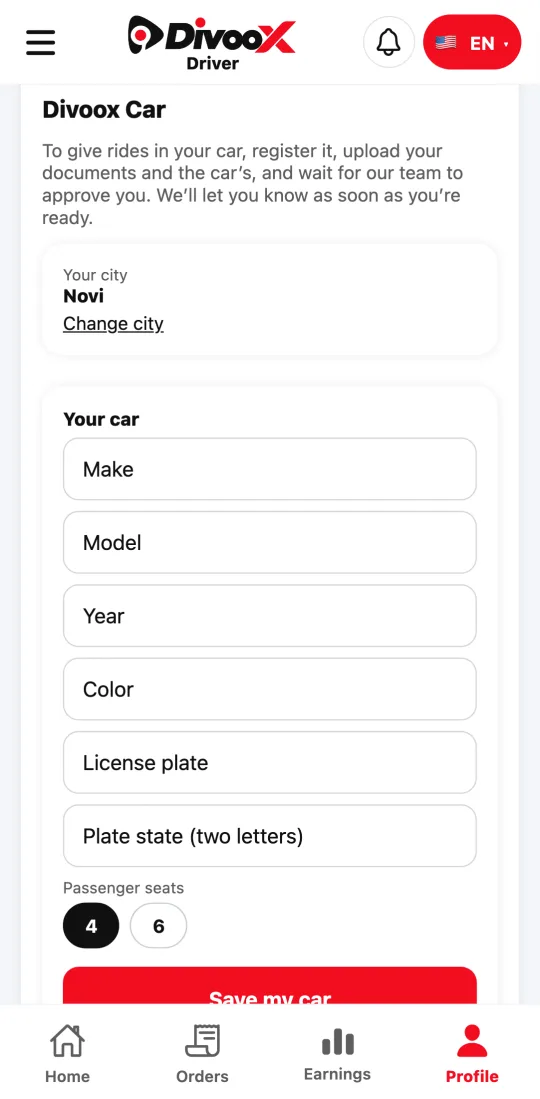 DivooX
Driver
EN
Divoox Car
To give rides in your car, register it, upload your
documents and the car’s, and wait for our team to
approve you. We’ll let you know as soon as you’re
ready.
Your city
Novi
Change city
Your car
Make
Model
Year
Color
License plate
Plate state (two letters)
Passenger seats
4 6
Save my car
Home Orders Earnings Profile